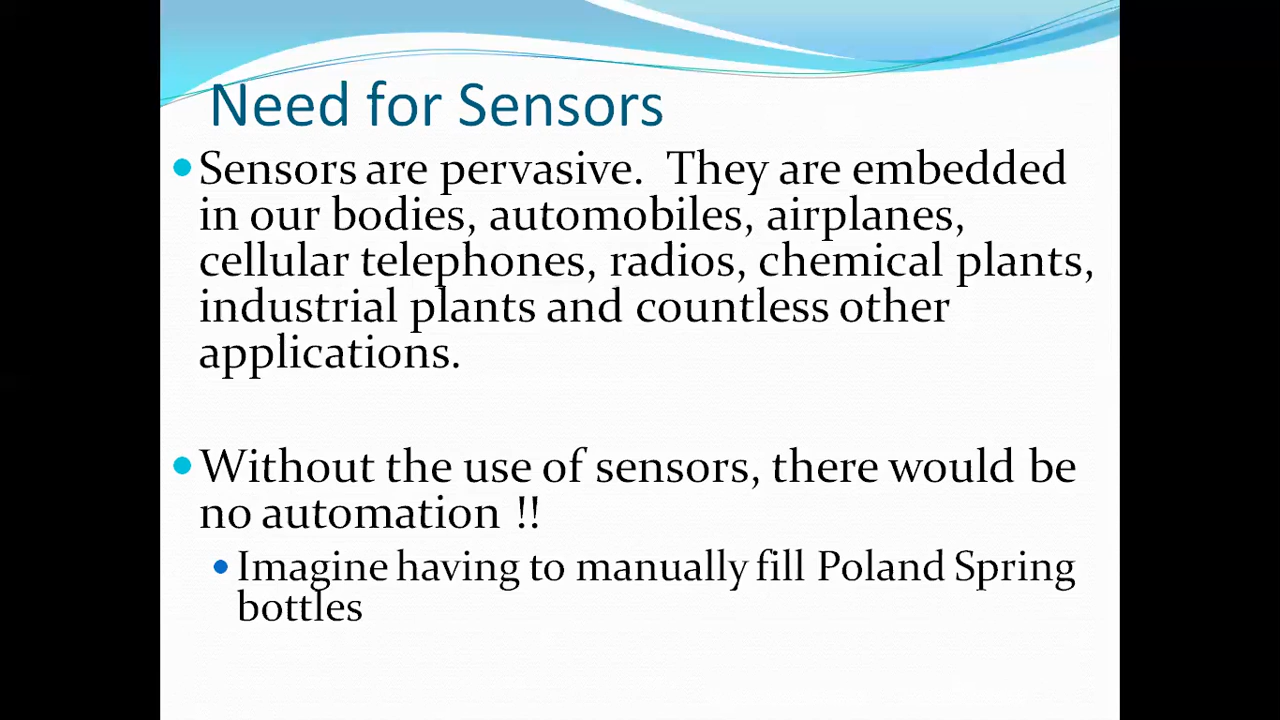 Need for Sensors
Sensors are pervasive.  They are embedded
in our bodies, automobiles, airplanes,
cellular telephones, radios, chemical plants,
industrial plants and countless other
applications.
Without the use of sensors, there would be
no automation !!
Imagine having to manually fill Poland Spring
bottles